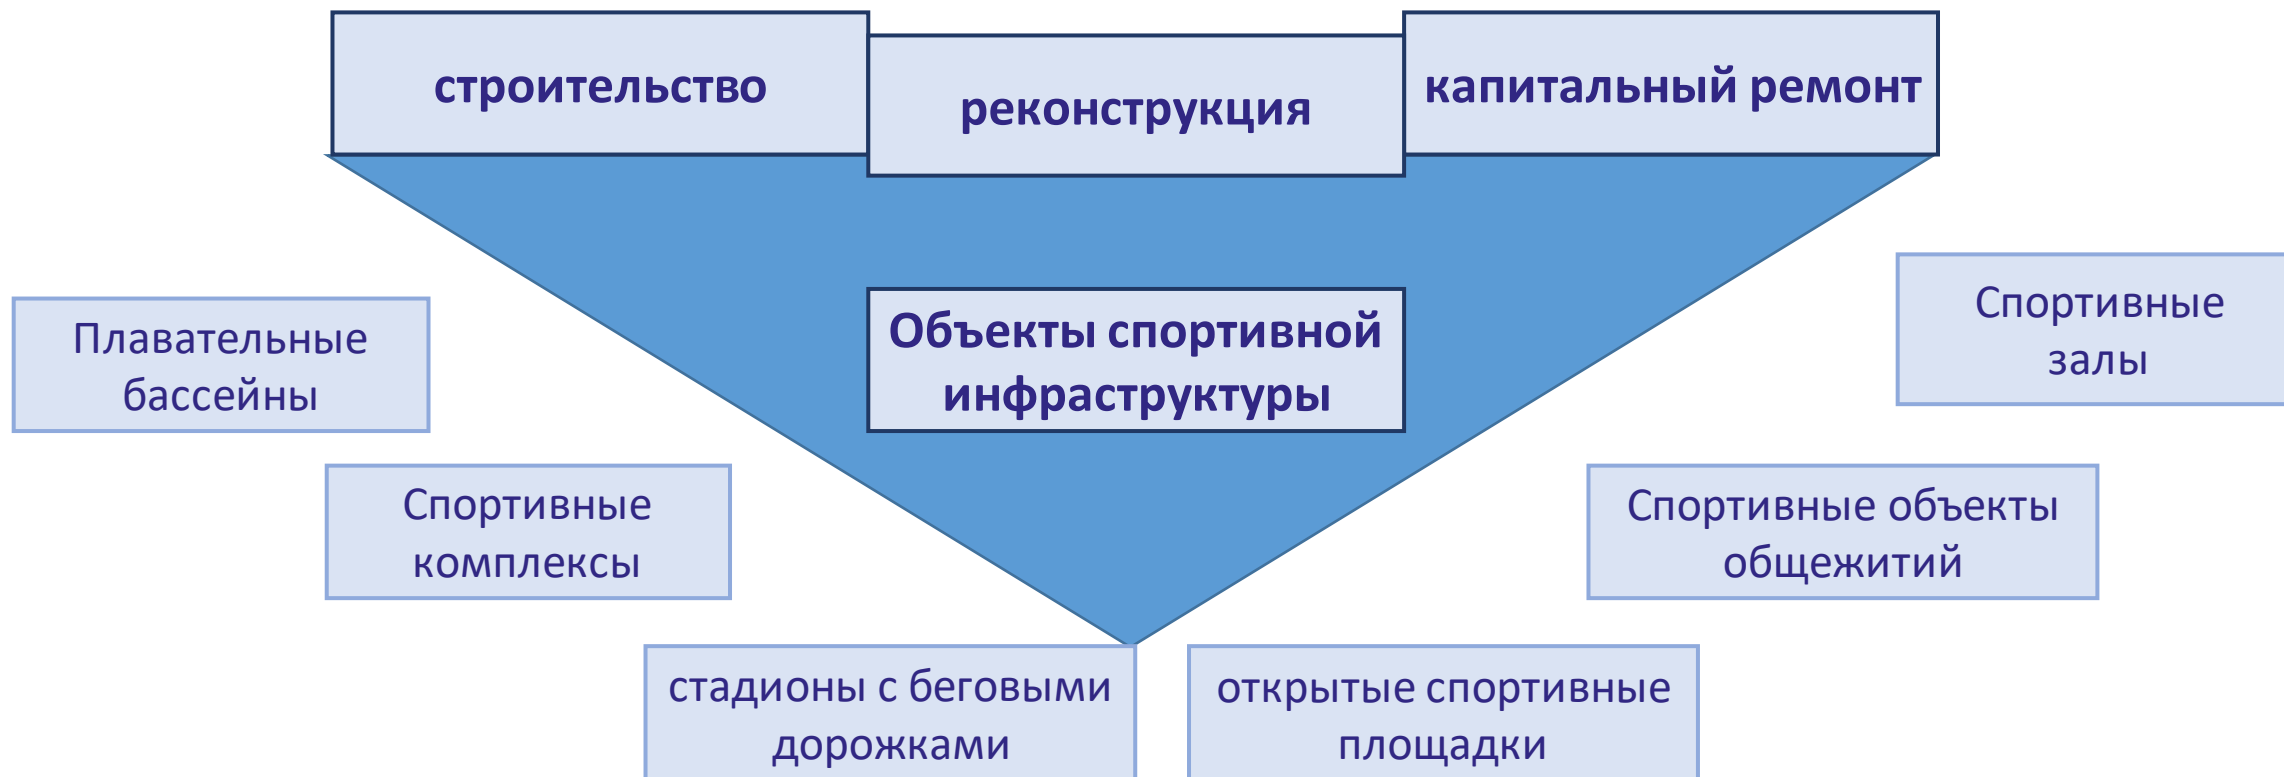 строительство
реконструкция
капитальный ремонт
Объекты спортивной
инфраструктуры
Плавательные
бассейны
Спортивные
залы
Спортивные
комплексы
Спортивные объекты
общежитий
стадионы с беговыми
дорожками
открытые спортивные
площадки